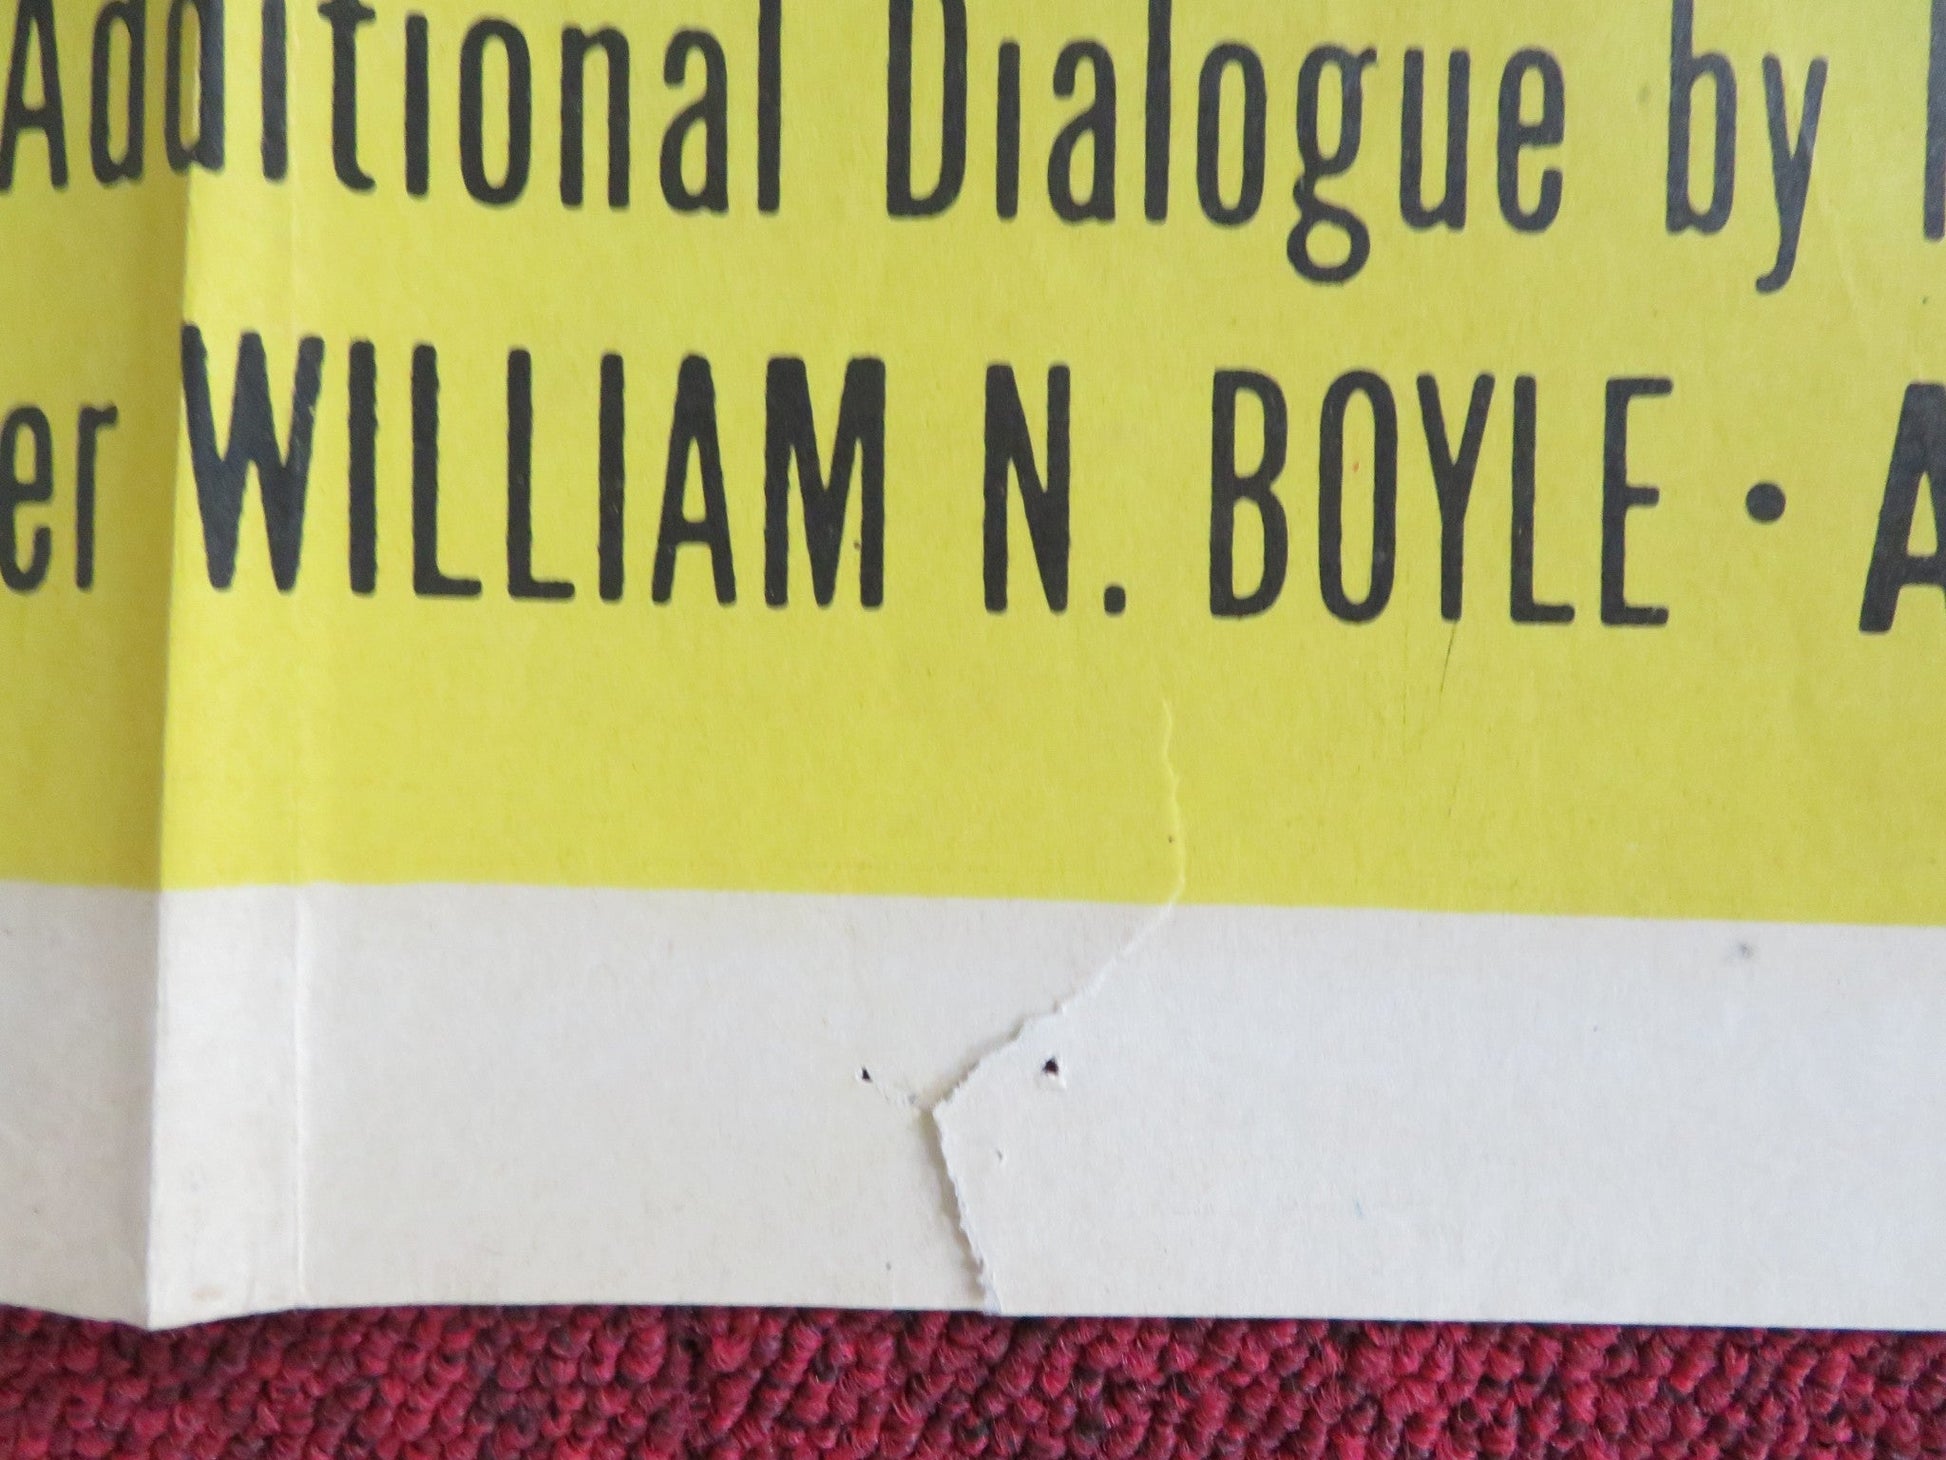 Additional Dialogue by
er WILLIAM N. BOYLE · A